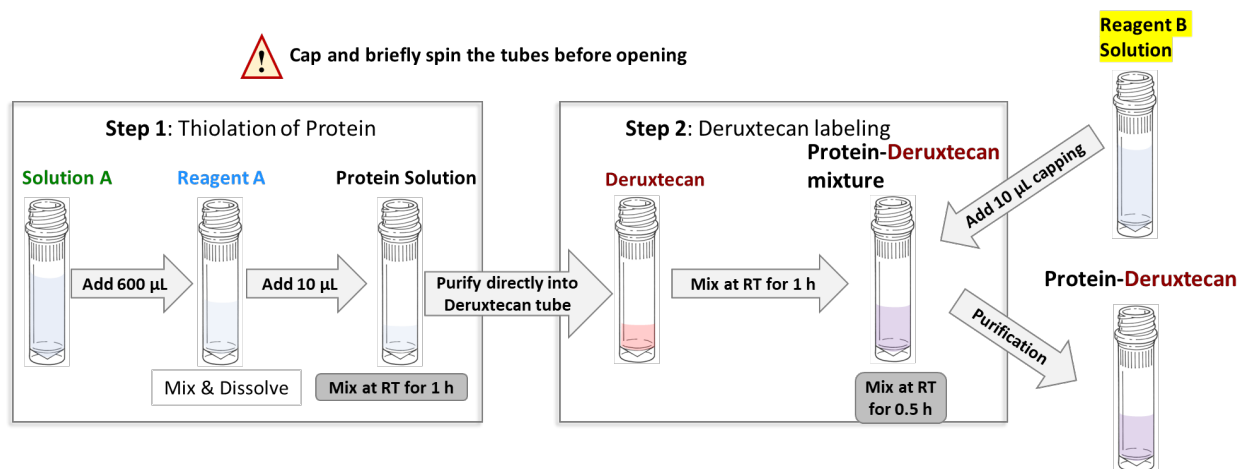 !
Cap and briefly spin the tubes before opening
Reagent B
Solution
Step 1: Thiolation of Protein
Solution A
Reagent A
Protein Solution
Add 600 µL
Add 10 µL
Mix & Dissolve
Mix at RT for 1 h
Purify directly into
Deruxtecan tube
Step 2: Deruxtecan labeling
Deruxtecan
Protein-Deruxtecan
mixture
Mix at RT for 1 h
Add 10 µL capping
Mix at RT
for 0.5 h
Purification
Protein-Deruxtecan